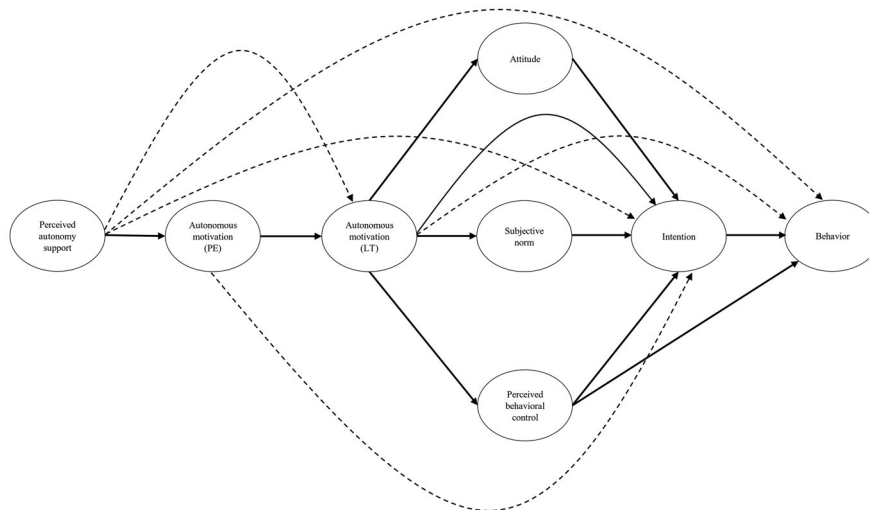 Attitude
Perceived
autonomy
support
Autonomous
motivation
(PE)
Autonomous
motivation
(LT)
Subjective
norm
Intention
Behavior
Perceived
behavioral
control